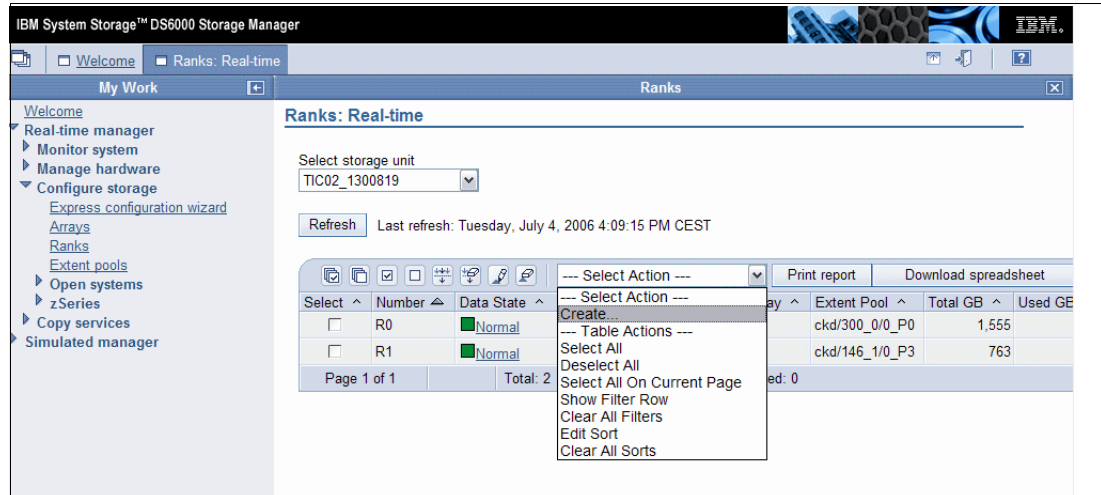 IBM System Storage™ DS6000 Storage Manager
IBM.
Welcome
Ranks: Real-time
?
My Work
Ranks
Welcome
Real-time manager
Monitor system
Manage hardware
Configure storage
Express configuration wizard
Arrays
Ranks
Extent pools
Open systems
zSeries
Copy services
Simulated manager
Ranks: Real-time
Select storage unit
TIC02_1300819
Refresh Last refresh: Tuesday, July 4, 2006 4:09:15 PM CEST
--- Select Action --- Print report Download spreadsheet
Select Number Data State ay Extent Pool Total GB Used GB
R0 Normal ckd/300_0/0_P0 1,555
R1 Normal ckd/146_1/0_P3 763
Page 1 of 1 Total: 2 ed: 0
--- Select Action ---
Create...
--- Table Actions ---
Select All
Deselect All
Select All On Current Page
Show Filter Row
Clear All Filters
Edit Sort
Clear All Sorts